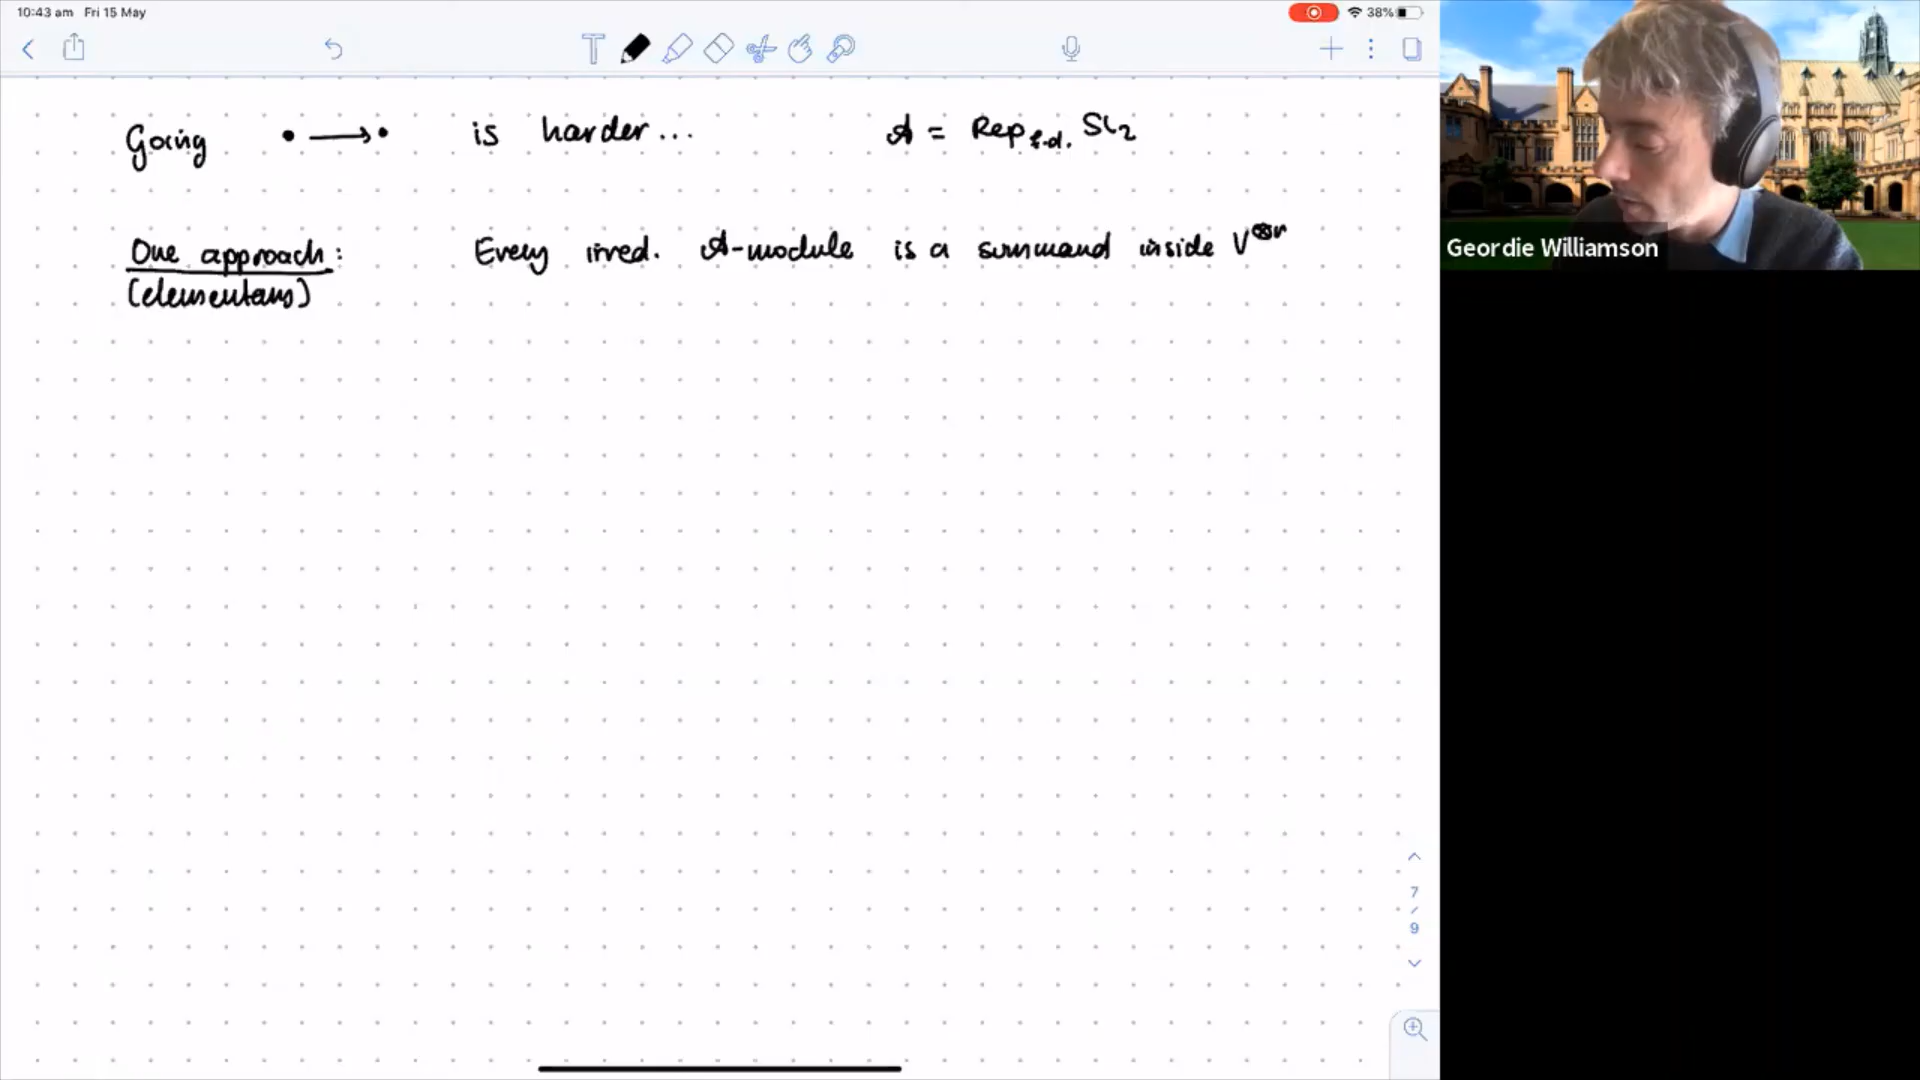 10:43 am Fri 15 May
38%
Going • → • is harder... A = Rep f.d. SL₂
One approach: Every irred. A-module is a summand inside V⊗n
(elementary)
Geordie Williamson
7
/
9